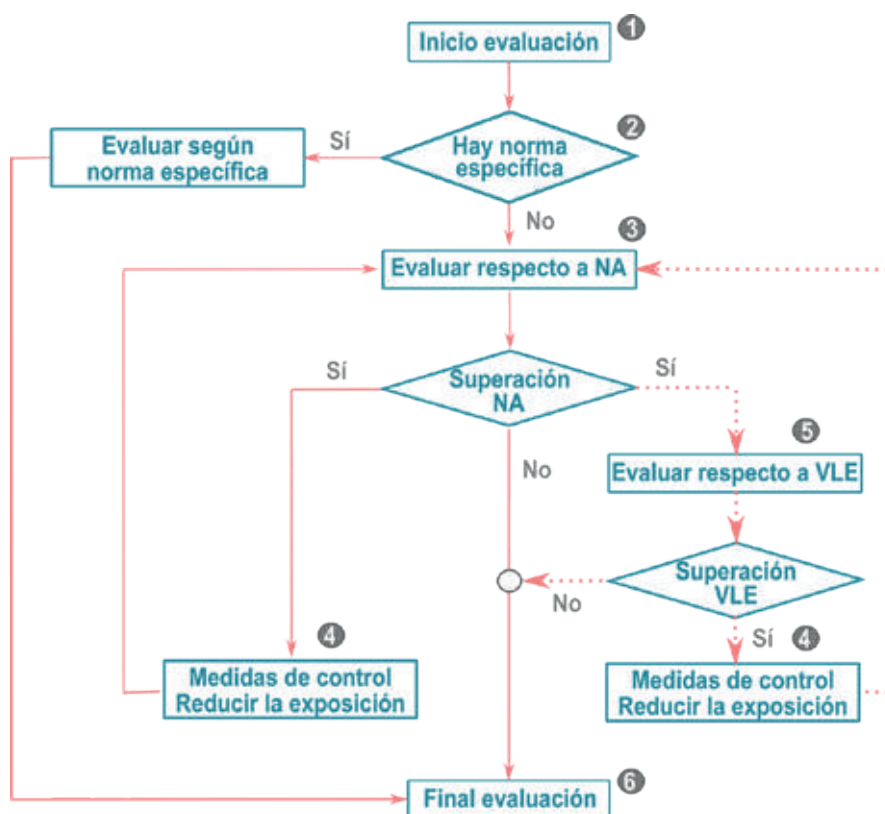 1
Inicio evaluación
2
Hay norma
específica
Sí
Evaluar según
norma específica
No
3
Evaluar respecto a NA
Superación
NA
Sí
Sí
No
5
Evaluar respecto a VLE
Superación
VLE
No
Sí
4
Medidas de control
Reducir la exposición
4
Medidas de control
Reducir la exposición
6
Final evaluación